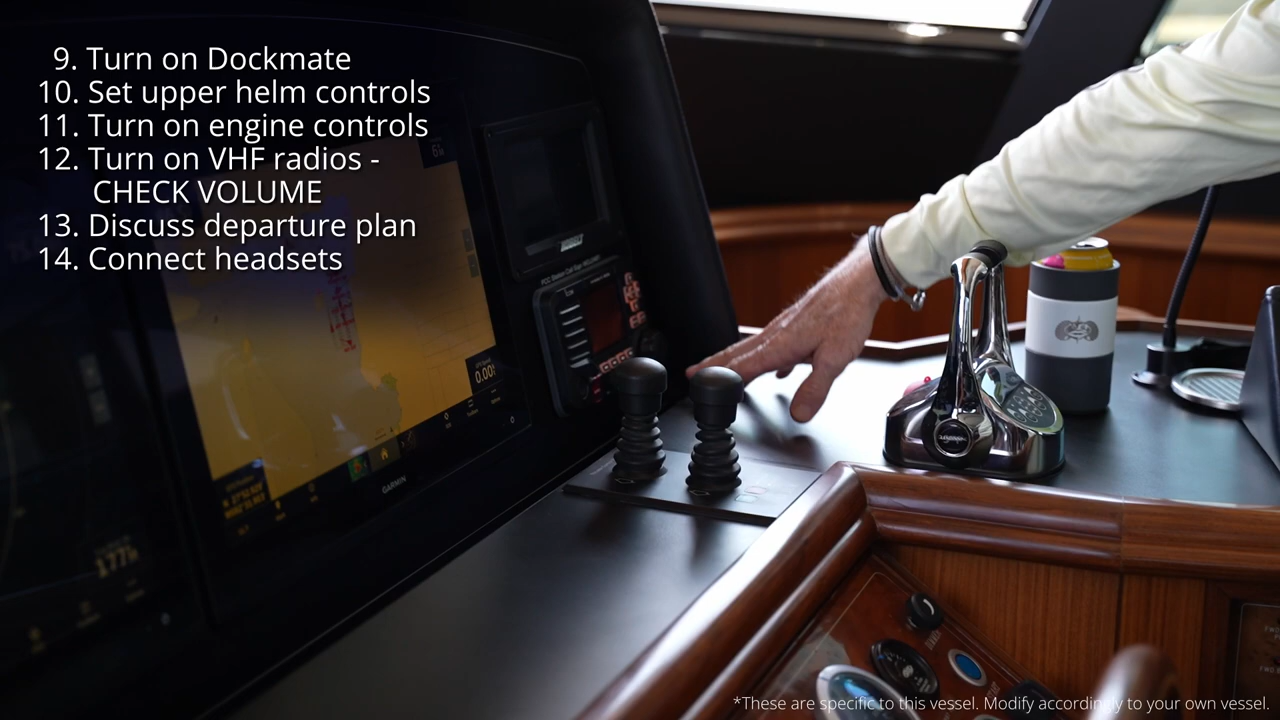 9. Turn on Dockmate
10. Set upper helm controls
11. Turn on engine controls
12. Turn on VHF radios -
CHECK VOLUME
13. Discuss departure plan
14. Connect headsets
GARMIN
0.00
*These are specific to this vessel. Modify accordingly to your own vessel.